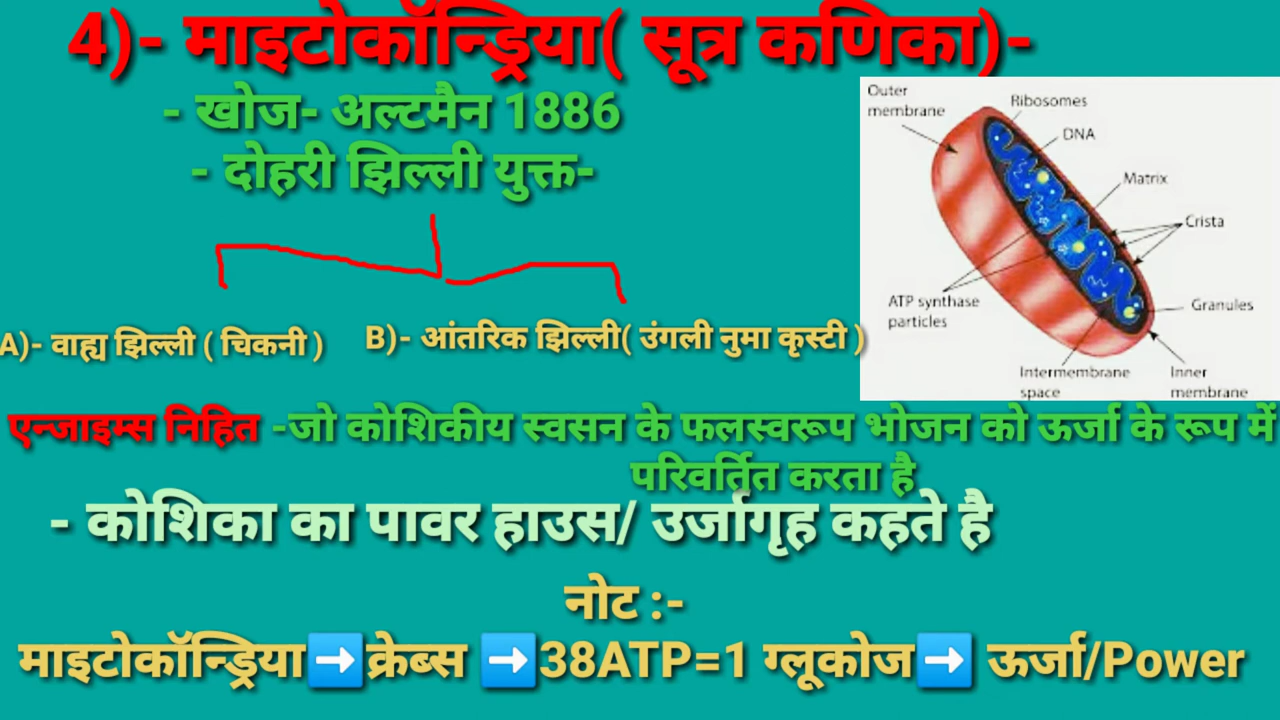 4)- माइटोकॉन्ड्रिया( सूत्र कणिका)-
- खोज- अल्टमैन 1886
- दोहरी झिल्ली युक्त-
A)- वाह्य झिल्ली ( चिकनी )
B)- आंतरिक झिल्ली( उंगली नुमा कृस्टी )
Outer
membrane
Ribosomes
DNA
Matrix
Crista
ATP synthase
particles
Granules
Intermembrane
space
Inner
membrane
एन्जाइम्स निहित -जो कोशिकीय स्वसन के फलस्वरूप भोजन को ऊर्जा के रूप में
परिवर्तित करता है
- कोशिका का पावर हाउस/ उर्जागृह कहते है
नोट :-
माइटोकॉन्ड्रिया➡क्रेब्स ➡38ATP=1 ग्लूकोज➡ ऊर्जा/Power